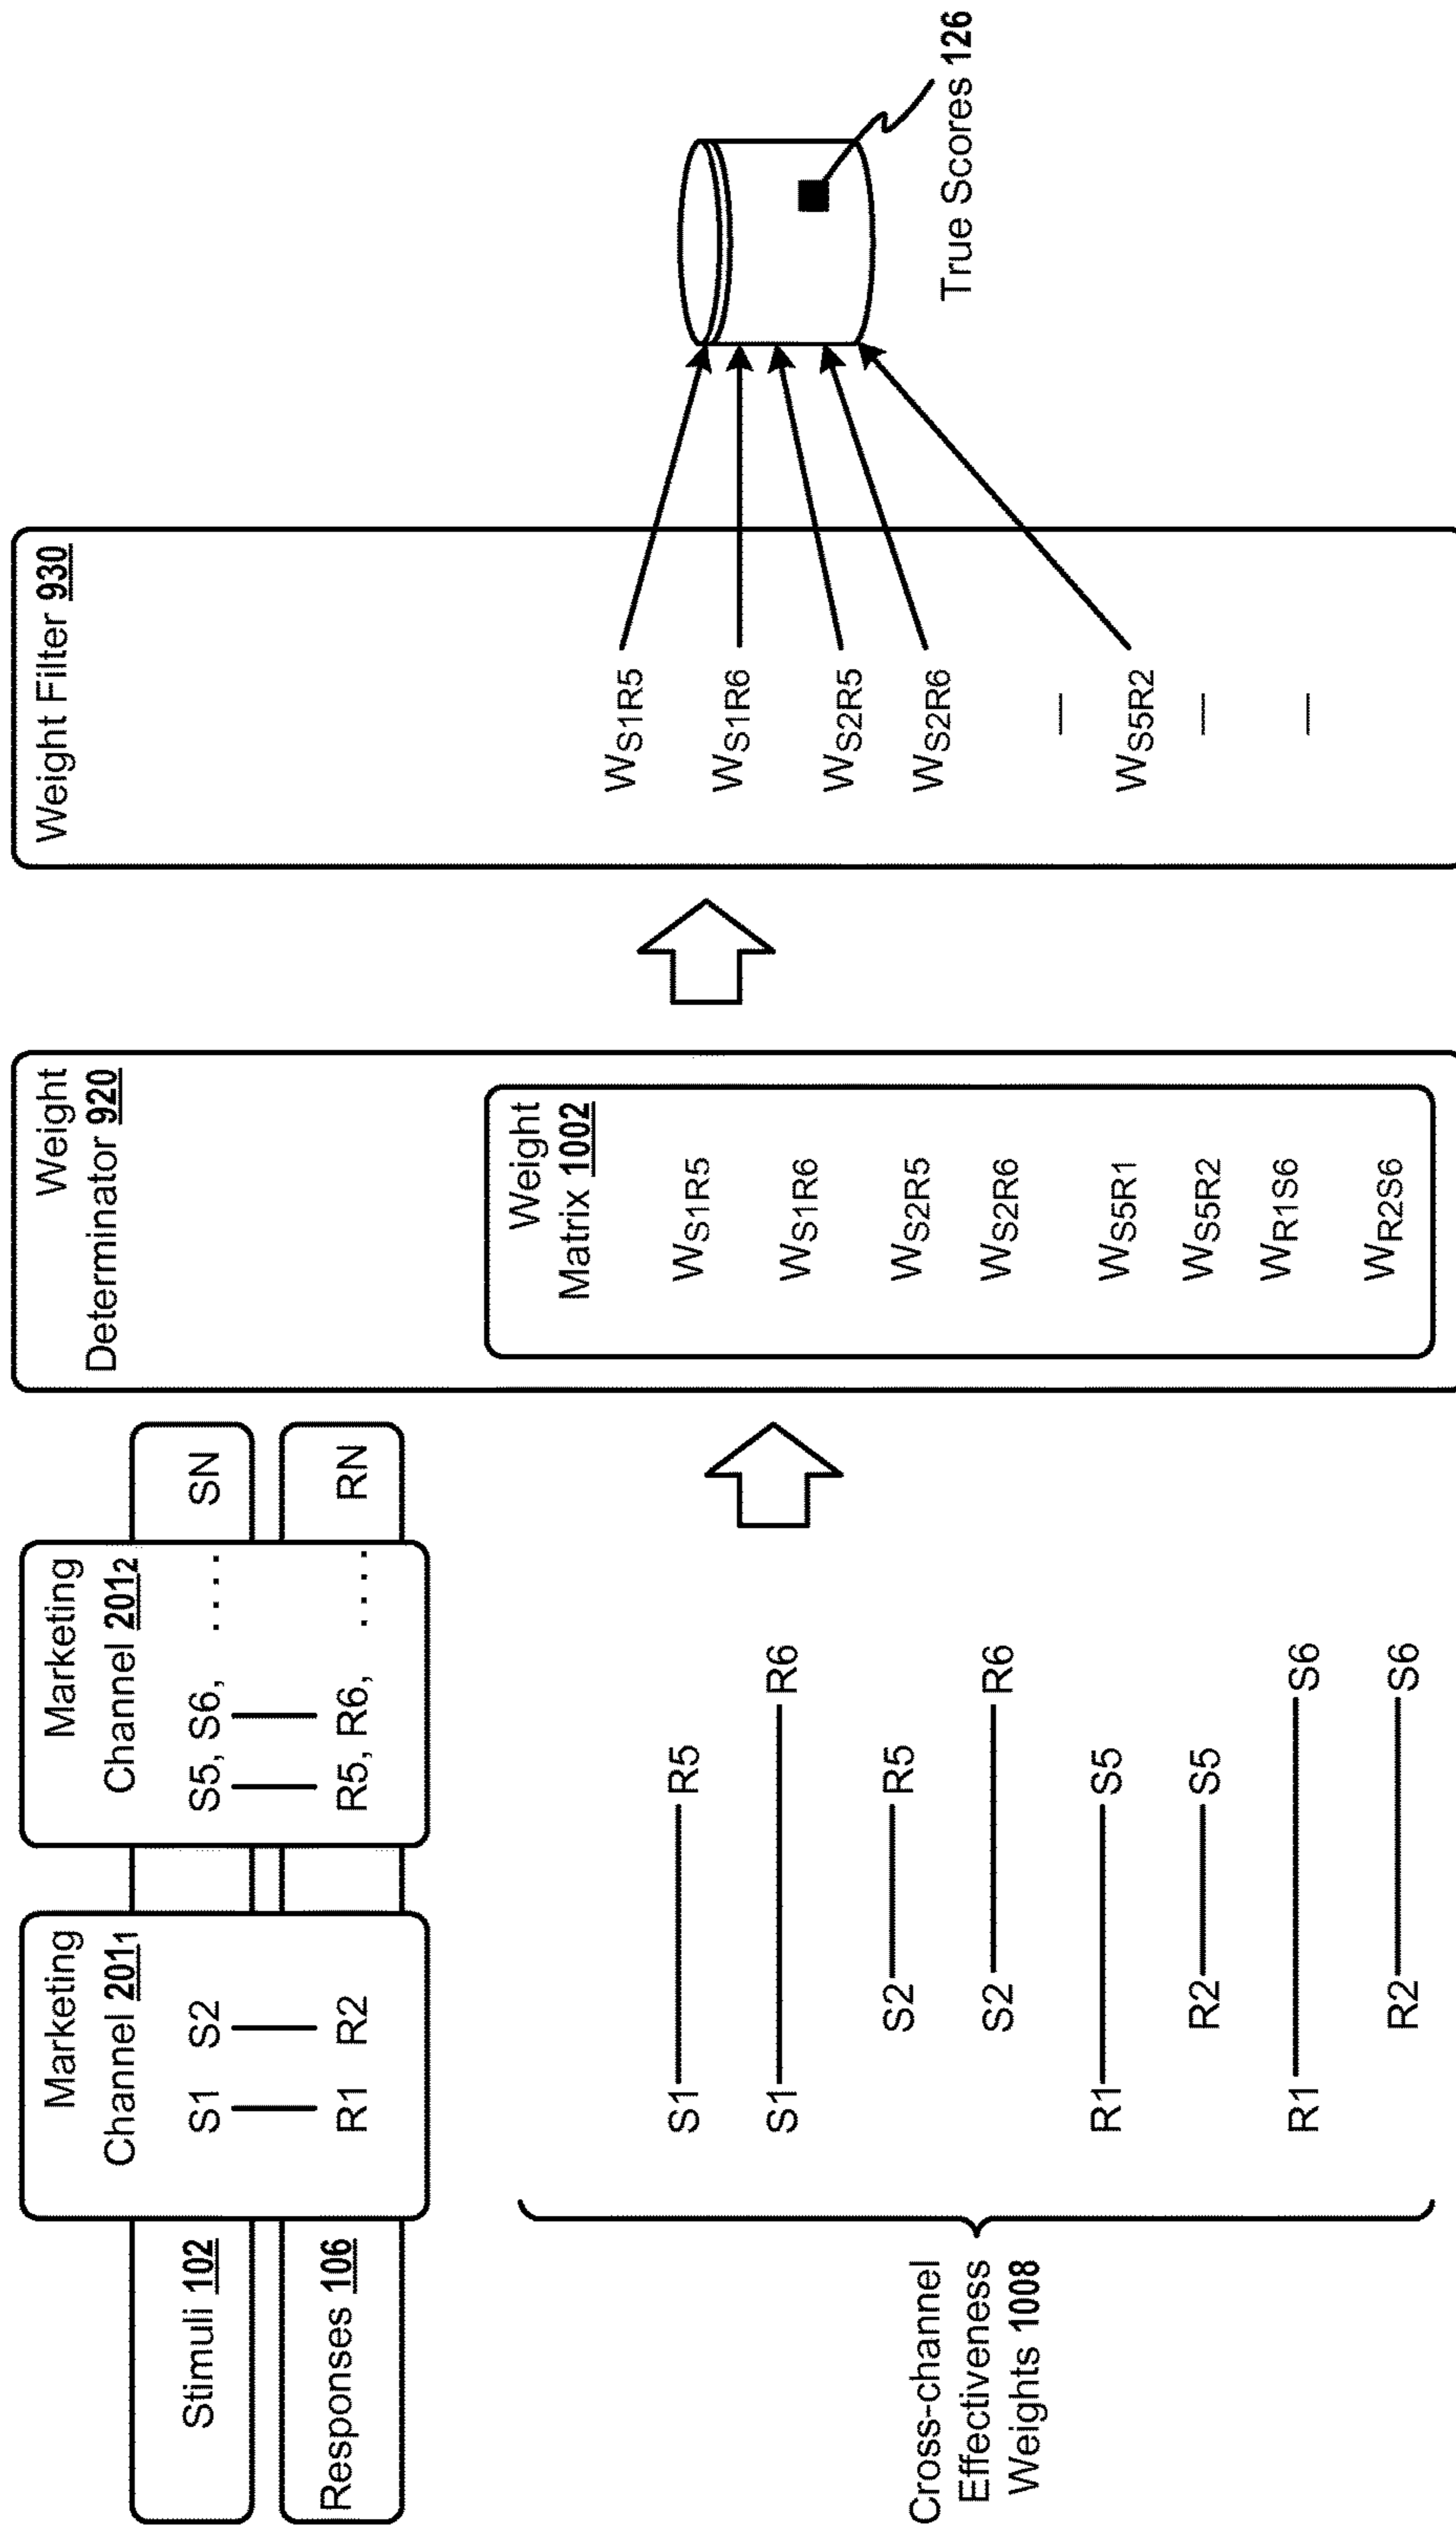 Stimuli 102
Responses 106
Marketing
Channel 201₁
S1 S2
R1 R2
Marketing
Channel 201₂
S5, S6, ....
R5, R6, ....
SN
RN
Cross-channel
Effectiveness
Weights 1008
S1 R5
S1 R6
S2 R5
S2 R6
R1 S5
R2 S5
R1 S6
R2 S6
Weight
Determinator 920
Weight
Matrix 1002
WS1R5
WS1R6
WS2R5
WS2R6
WS5R1
WS5R2
WR1S6
WR2S6
Weight Filter 930
WS1R5
WS1R6
WS2R5
WS2R6
—
WS5R2
—
—
True Scores 126